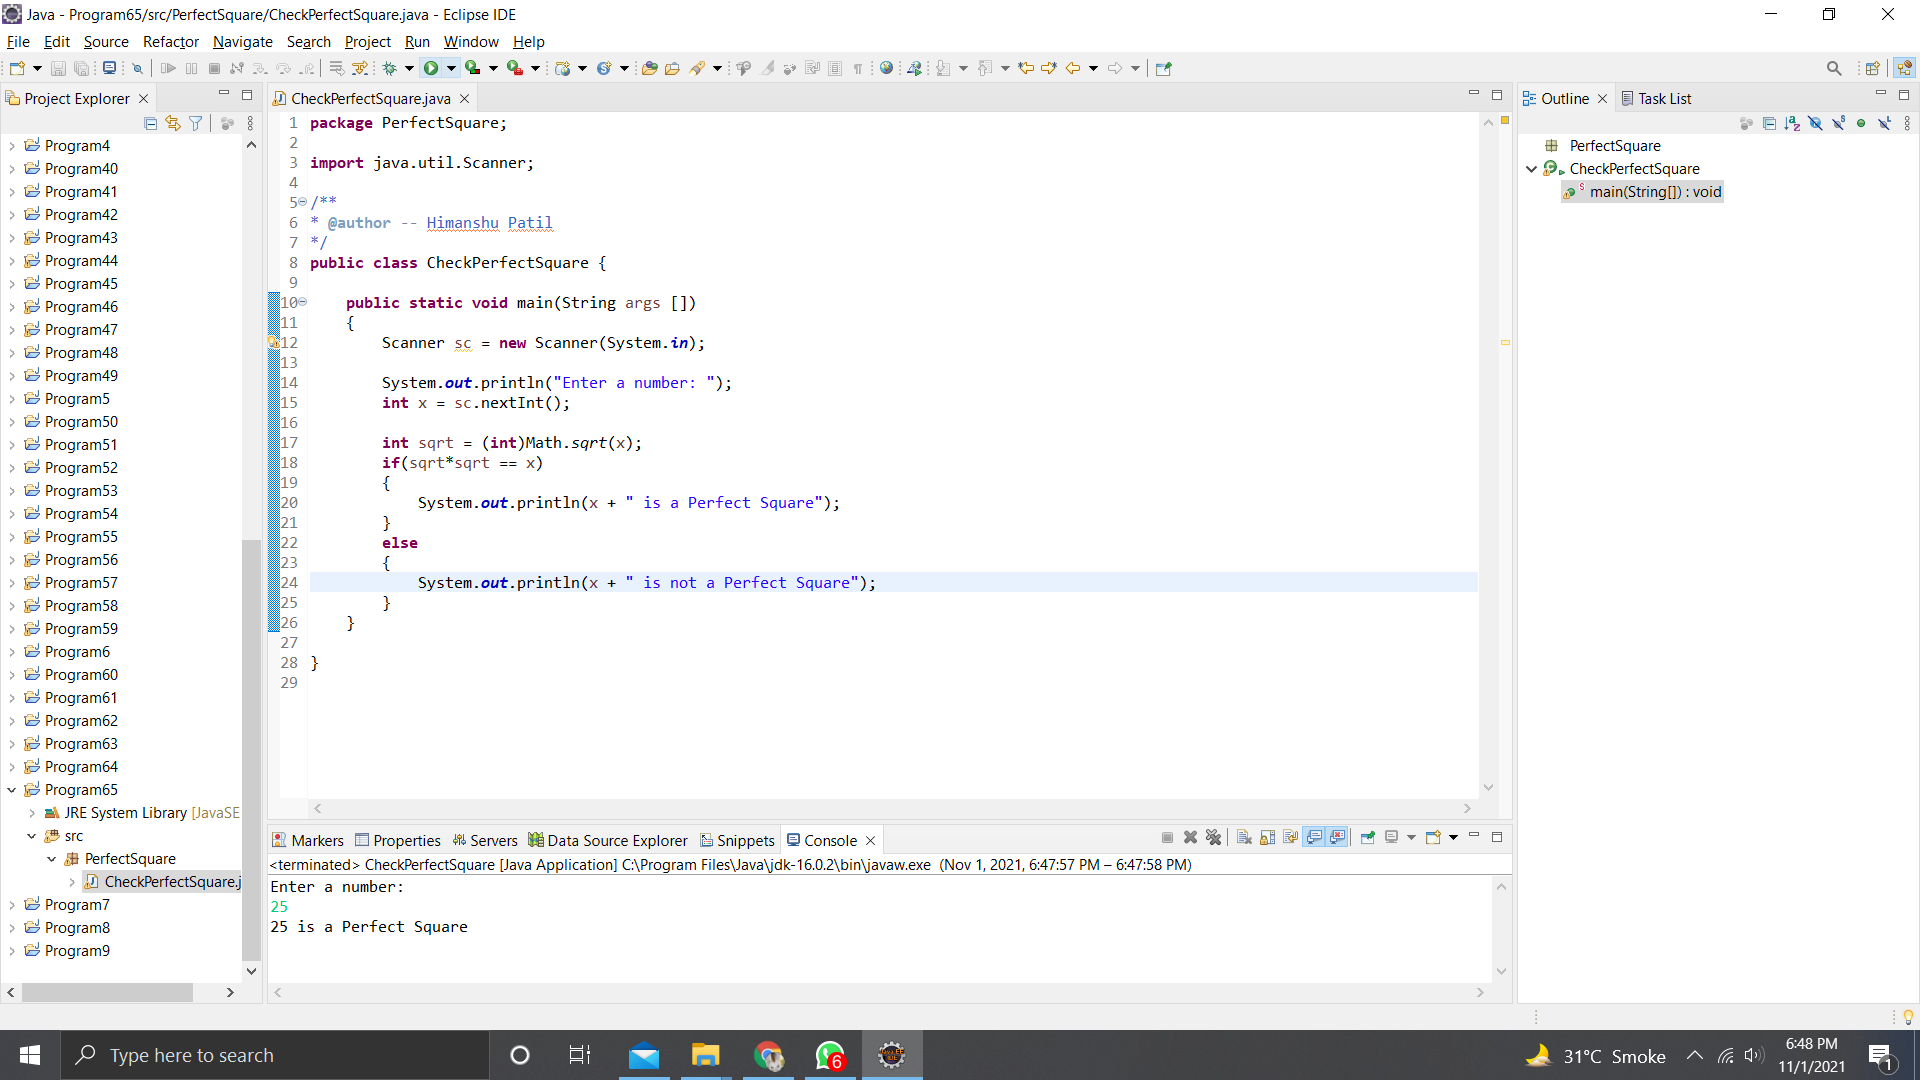 Java - Program65/src/PerfectSquare/CheckPerfectSquare.java - Eclipse IDE
File Edit Source Refactor Navigate Search Project Run Window Help
Project Explorer
Program4
Program40
Program41
Program42
Program43
Program44
Program45
Program46
Program47
Program48
Program49
Program5
Program50
Program51
Program52
Program53
Program54
Program55
Program56
Program57
Program58
Program59
Program6
Program60
Program61
Program62
Program63
Program64
Program65
JRE System Library [JavaSE
src
PerfectSquare
CheckPerfectSquare.j
Program7
Program8
Program9
CheckPerfectSquare.java
1 package PerfectSquare;
2
3 import java.util.Scanner;
4
5 /**
6 * @author -- Himanshu Patil
7 */
8 public class CheckPerfectSquare {
9
10 public static void main(String args [])
11 {
12 Scanner sc = new Scanner(System.in);
13
14 System.out.println("Enter a number: ");
15 int x = sc.nextInt();
16
17 int sqrt = (int)Math.sqrt(x);
18 if(sqrt*sqrt == x)
19 {
20 System.out.println(x + " is a Perfect Square");
21 }
22 else
23 {
24 System.out.println(x + " is not a Perfect Square");
25 }
26 }
27
28 }
29
Outline Task List
PerfectSquare
CheckPerfectSquare
main(String[]) : void
Markers Properties Servers Data Source Explorer Snippets Console
<terminated> CheckPerfectSquare [Java Application] C:\Program Files\Java\jdk-16.0.2\bin\javaw.exe (Nov 1, 2021, 6:47:57 PM – 6:47:58 PM)
Enter a number:
25
25 is a Perfect Square
Type here to search
6
31°C Smoke
6:48 PM
11/1/2021
1